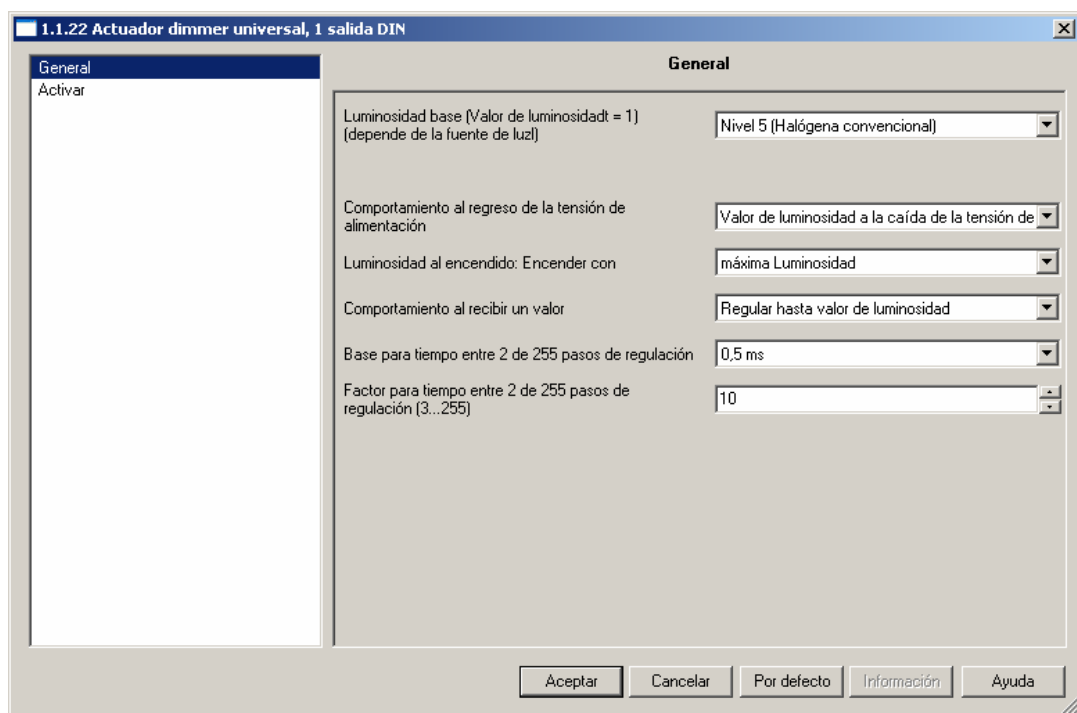 1.1.22 Actuador dimmer universal, 1 salida DIN
General
Activar
General
Luminosidad base (Valor de luminosidadt = 1)
(depende de la fuente de luzl)
Nivel 5 (Halógena convencional)
Comportamiento al regreso de la tensión de
alimentación
Valor de luminosidad a la caída de la tensión de
Luminosidad al encendido: Encender con
máxima Luminosidad
Comportamiento al recibir un valor
Regular hasta valor de luminosidad
Base para tiempo entre 2 de 255 pasos de regulación
0,5 ms
Factor para tiempo entre 2 de 255 pasos de
regulación (3...255)
10
Aceptar
Cancelar
Por defecto
Información
Ayuda